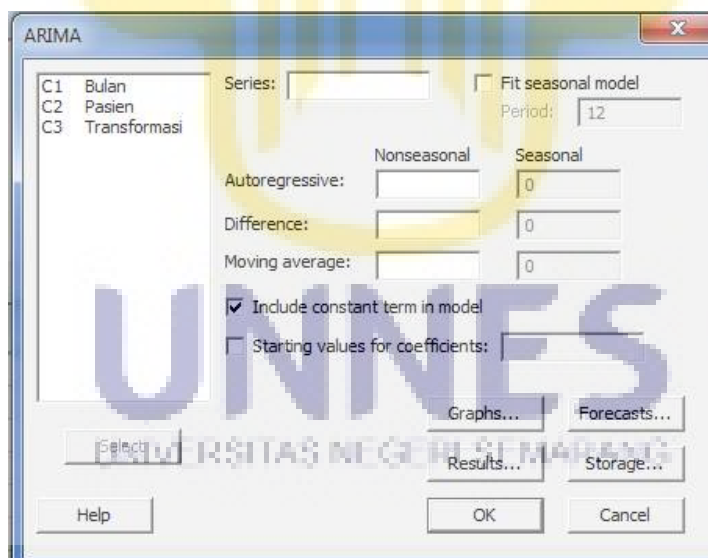 ARIMA
C1 Bulan
C2 Pasien
C3 Transformasi
Series:
Fit seasonal model
Period: 12
Nonseasonal Seasonal
Autoregressive: 0
Difference: 0
Moving average: 0
Include constant term in model
Starting values for coefficients:
UNNES
Graphs... Forecasts...
Select
UNIVERSITAS NEGERI SEMARANG
Results... Storage...
Help OK Cancel